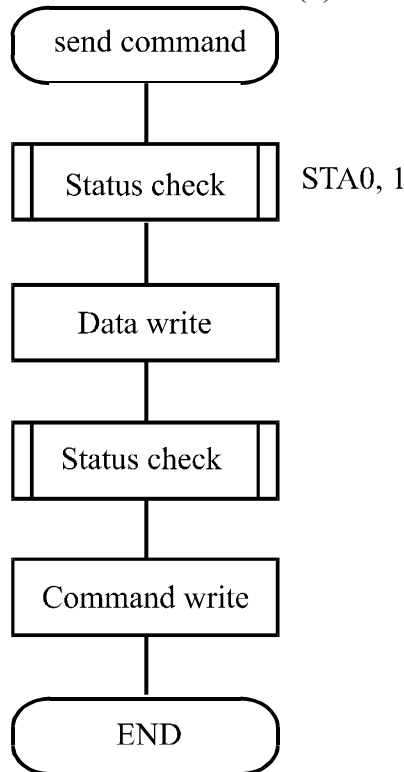 send command
Status check
STA0, 1
Data write
Status check
Command write
END